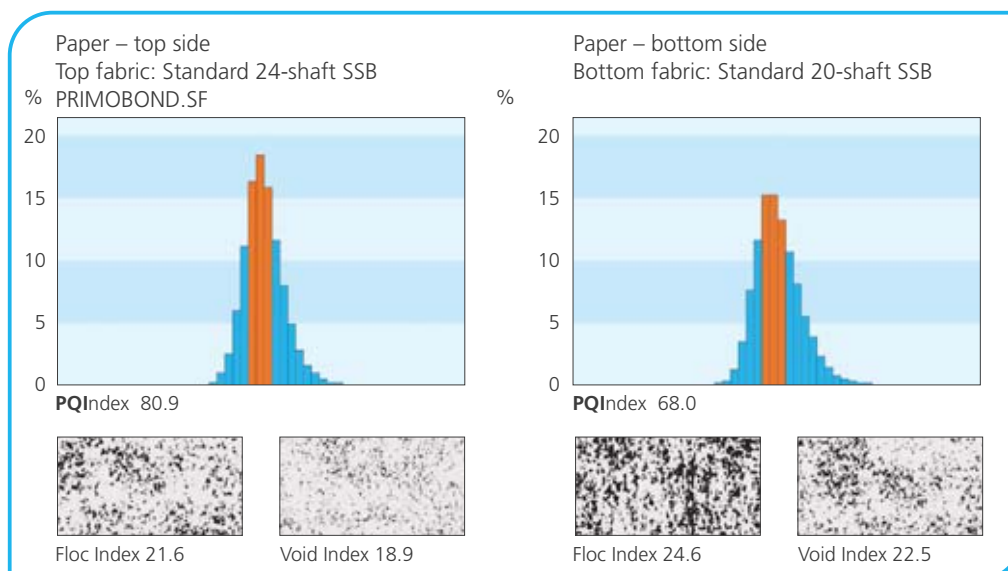 Paper – top side
Top fabric: Standard 24-shaft SSB
PRIMOBOND.SF
%
20
15
10
5
0
PQIndex 80.9
Floc Index 21.6
Void Index 18.9
Paper – bottom side
Bottom fabric: Standard 20-shaft SSB
%
20
15
10
5
0
PQIndex 68.0
Floc Index 24.6
Void Index 22.5